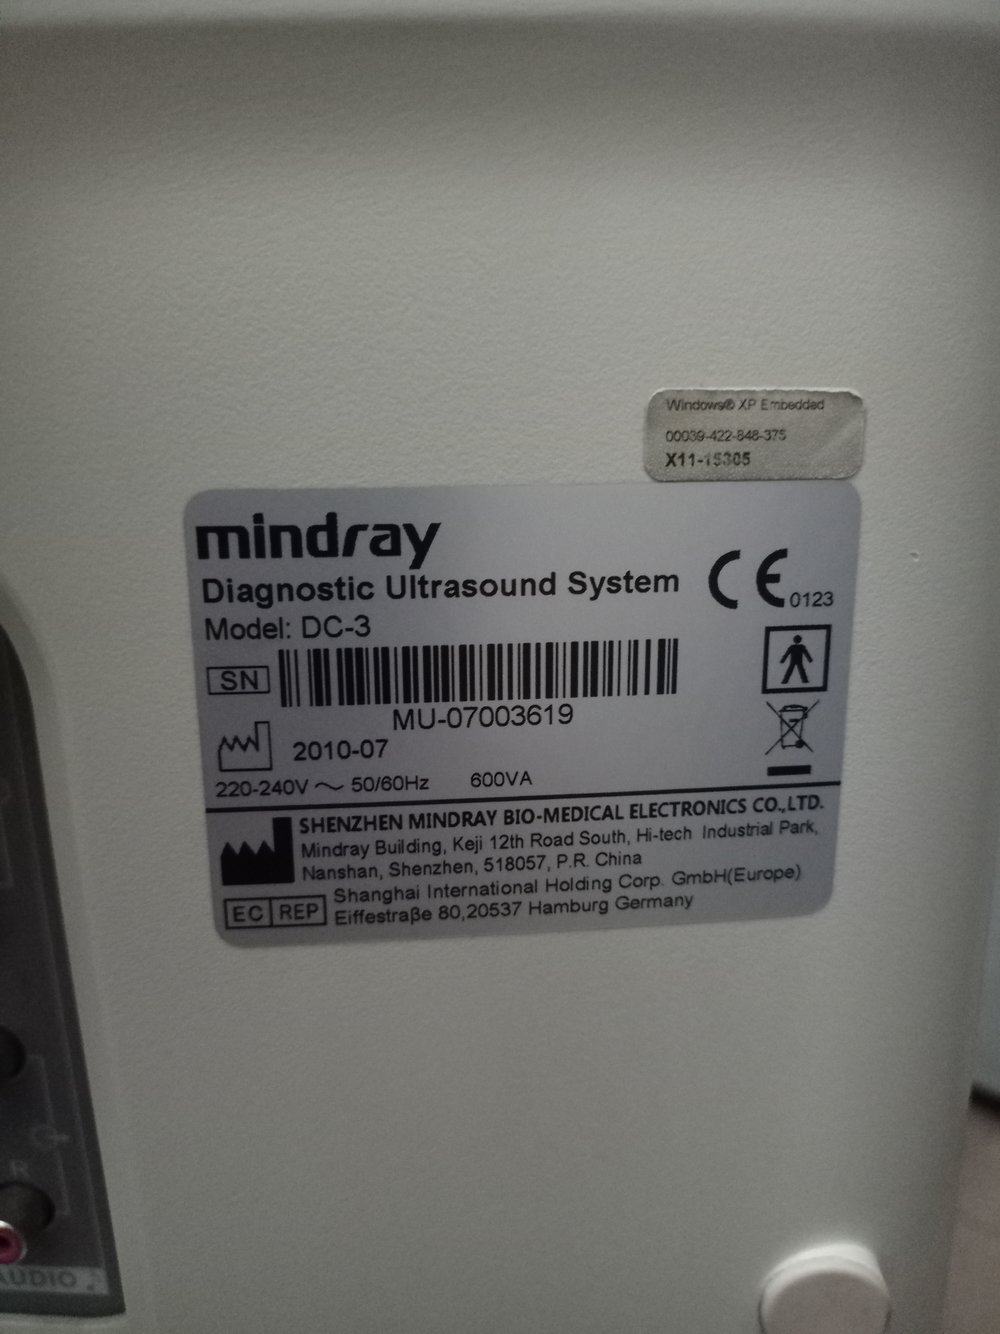 Windows® XP Embedded
00039-422-848-375
X11-15305
mindray
Diagnostic Ultrasound System
CE 0123
Model: DC-3
SN
MU-07003619
2010-07
220-240V ～ 50/60Hz 600VA
SHENZHEN MINDRAY BIO-MEDICAL ELECTRONICS CO.,LTD.
Mindray Building, Keji 12th Road South, Hi-tech Industrial Park,
Nanshan, Shenzhen, 518057, P.R. China
EC REP
Shanghai International Holding Corp. GmbH(Europe)
Eiffestraβe 80,20537 Hamburg Germany
R
AUDIO